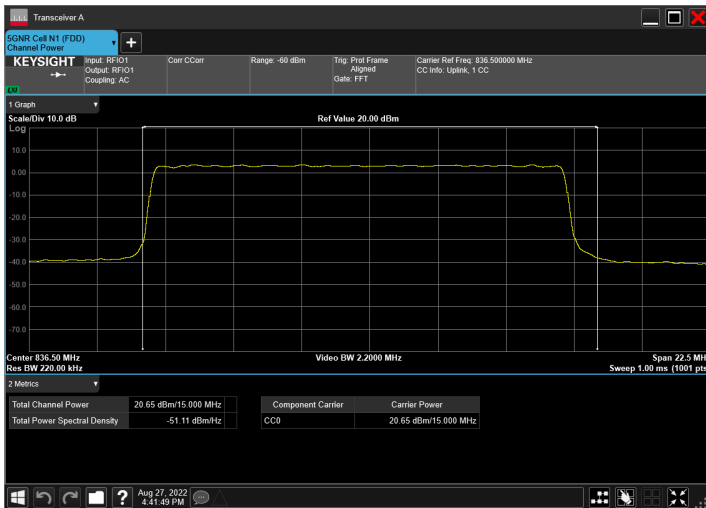 Transceiver A
5GNR Cell N1 (FDD)
Channel Power
KEYSIGHT
LXI
Input: RFIO1
Output: RFIO1
Coupling: AC
Corr CCorr
Range: -60 dBm
Trig: Prot Frame
Aligned
Gate: FFT
Carrier Ref Freq: 836.500000 MHz
CC Info: Uplink, 1 CC
1 Graph
Scale/Div 10.0 dB
Ref Value 20.00 dBm
Log
10.0
0.00
-10.0
-20.0
-30.0
-40.0
-50.0
-60.0
-70.0
Center 836.50 MHz
Video BW 2.2000 MHz
Span 22.5 MH
Res BW 220.00 kHz
Sweep 1.00 ms (1001 pts
2 Metrics
Total Channel Power 20.65 dBm/15.000 MHz
Total Power Spectral Density -51.11 dBm/Hz
Component Carrier Carrier Power
CC0 20.65 dBm/15.000 MHz
?
Aug 27, 2022
4:41:49 PM